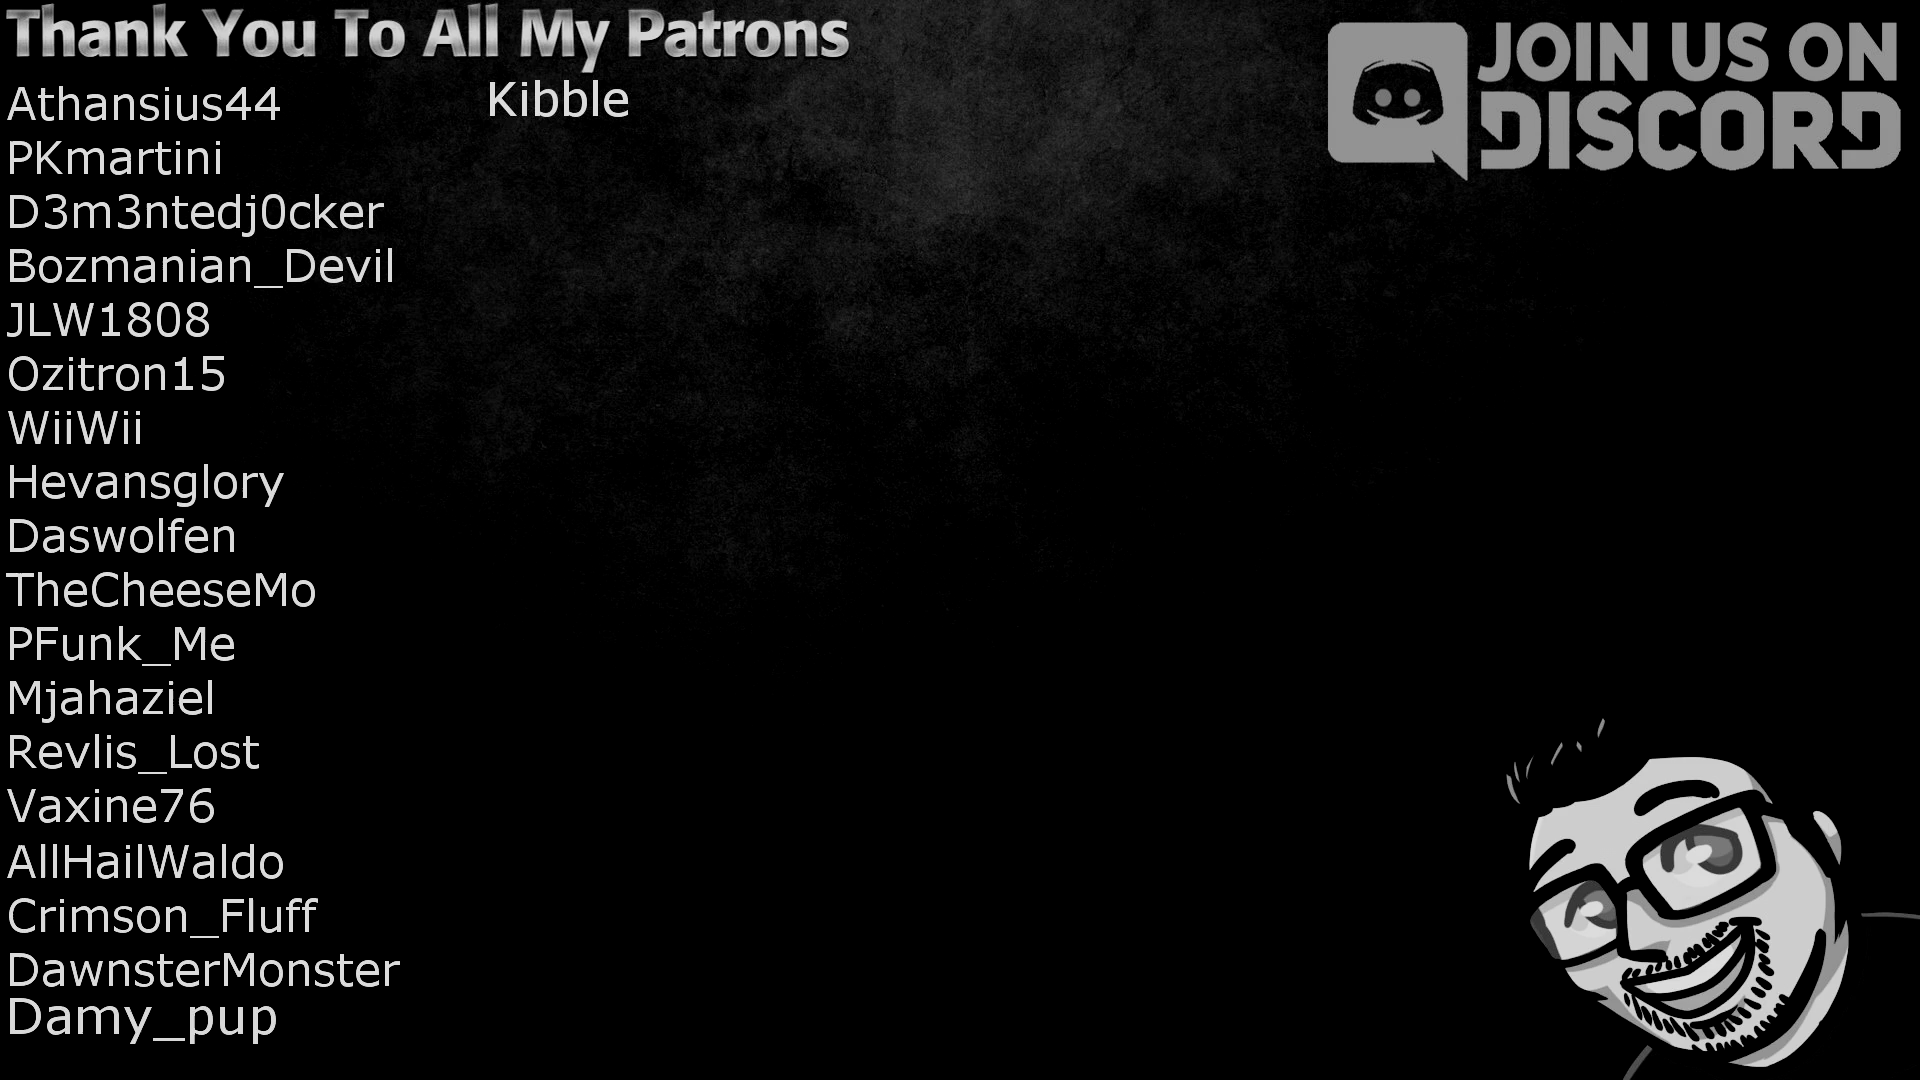 Thank You To All My Patrons
Athansius44
PKmartini
D3m3ntedj0cker
Bozmanian_Devil
JLW1808
Ozitron15
WiiWii
Hevansglory
Daswolfen
TheCheeseMo
PFunk_Me
Mjahaziel
Revlis_Lost
Vaxine76
AllHailWaldo
Crimson_Fluff
DawnsterMonster
Damy_pup
Kibble
JOIN US ON
DISCORD